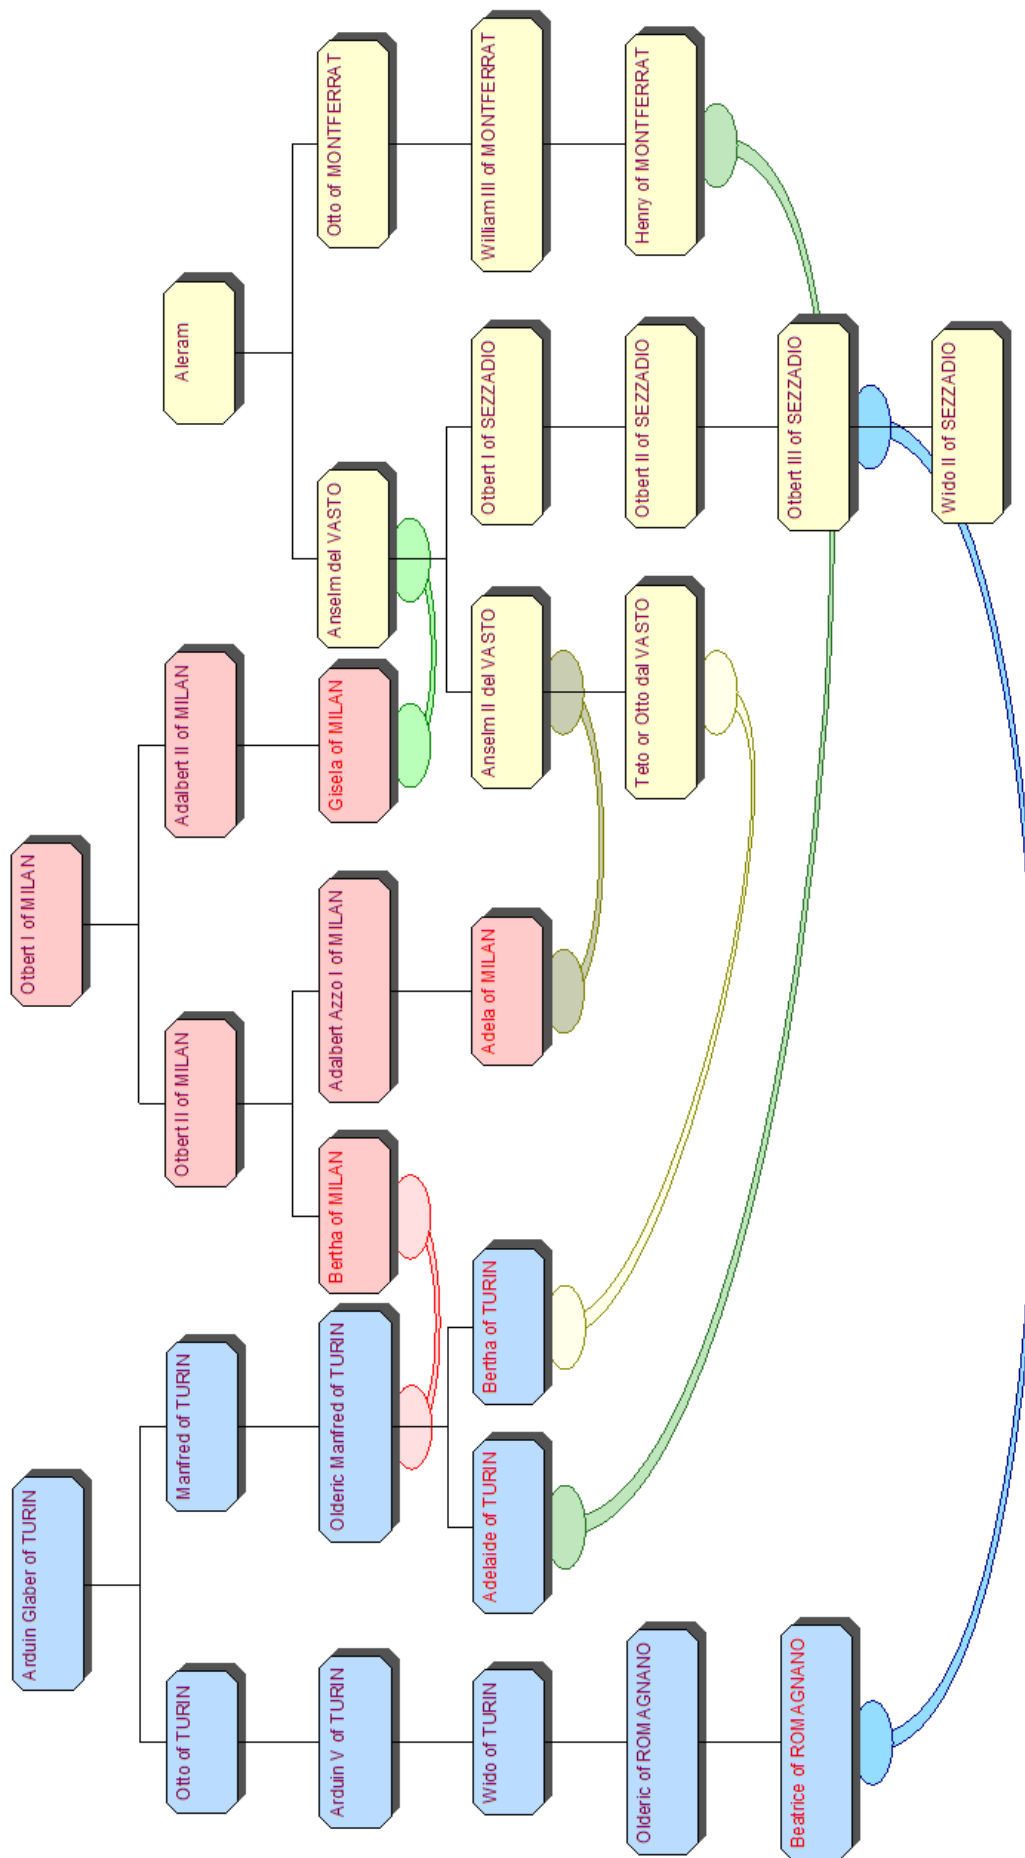 Arduin Glaber of TURIN
Otbert I of MILAN
Otto of TURIN
Manfred of TURIN
Otbert II of MILAN
Adalbert II of MILAN
Aleram
Arduin V of TURIN
Olderic Manfred of TURIN
Bertha of MILAN
Adalbert Azzo I of MILAN
Gisela of MILAN
Anselm del VASTO
Otto of MONTFERRAT
Wido of TURIN
Adelaide of TURIN
Bertha of TURIN
Adela of MILAN
Anselm II del VASTO
Otbert I of SEZZADIO
William III of MONTFERRAT
Olderic of ROMAGNANO
Teto or Otto dal VASTO
Otbert II of SEZZADIO
Henry of MONTFERRAT
Beatrice of ROMAGNANO
Otbert III of SEZZADIO
Wido II of SEZZADIO